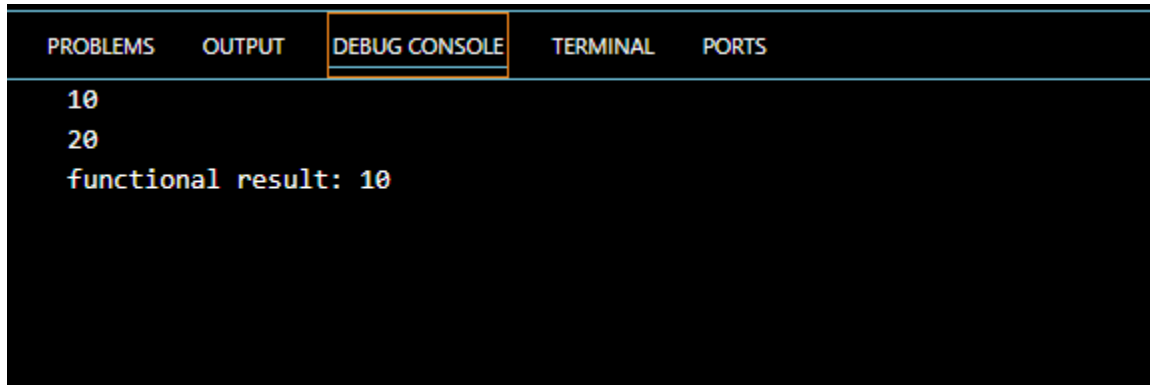 PROBLEMS OUTPUT DEBUG CONSOLE TERMINAL PORTS
10
20
functional result: 10